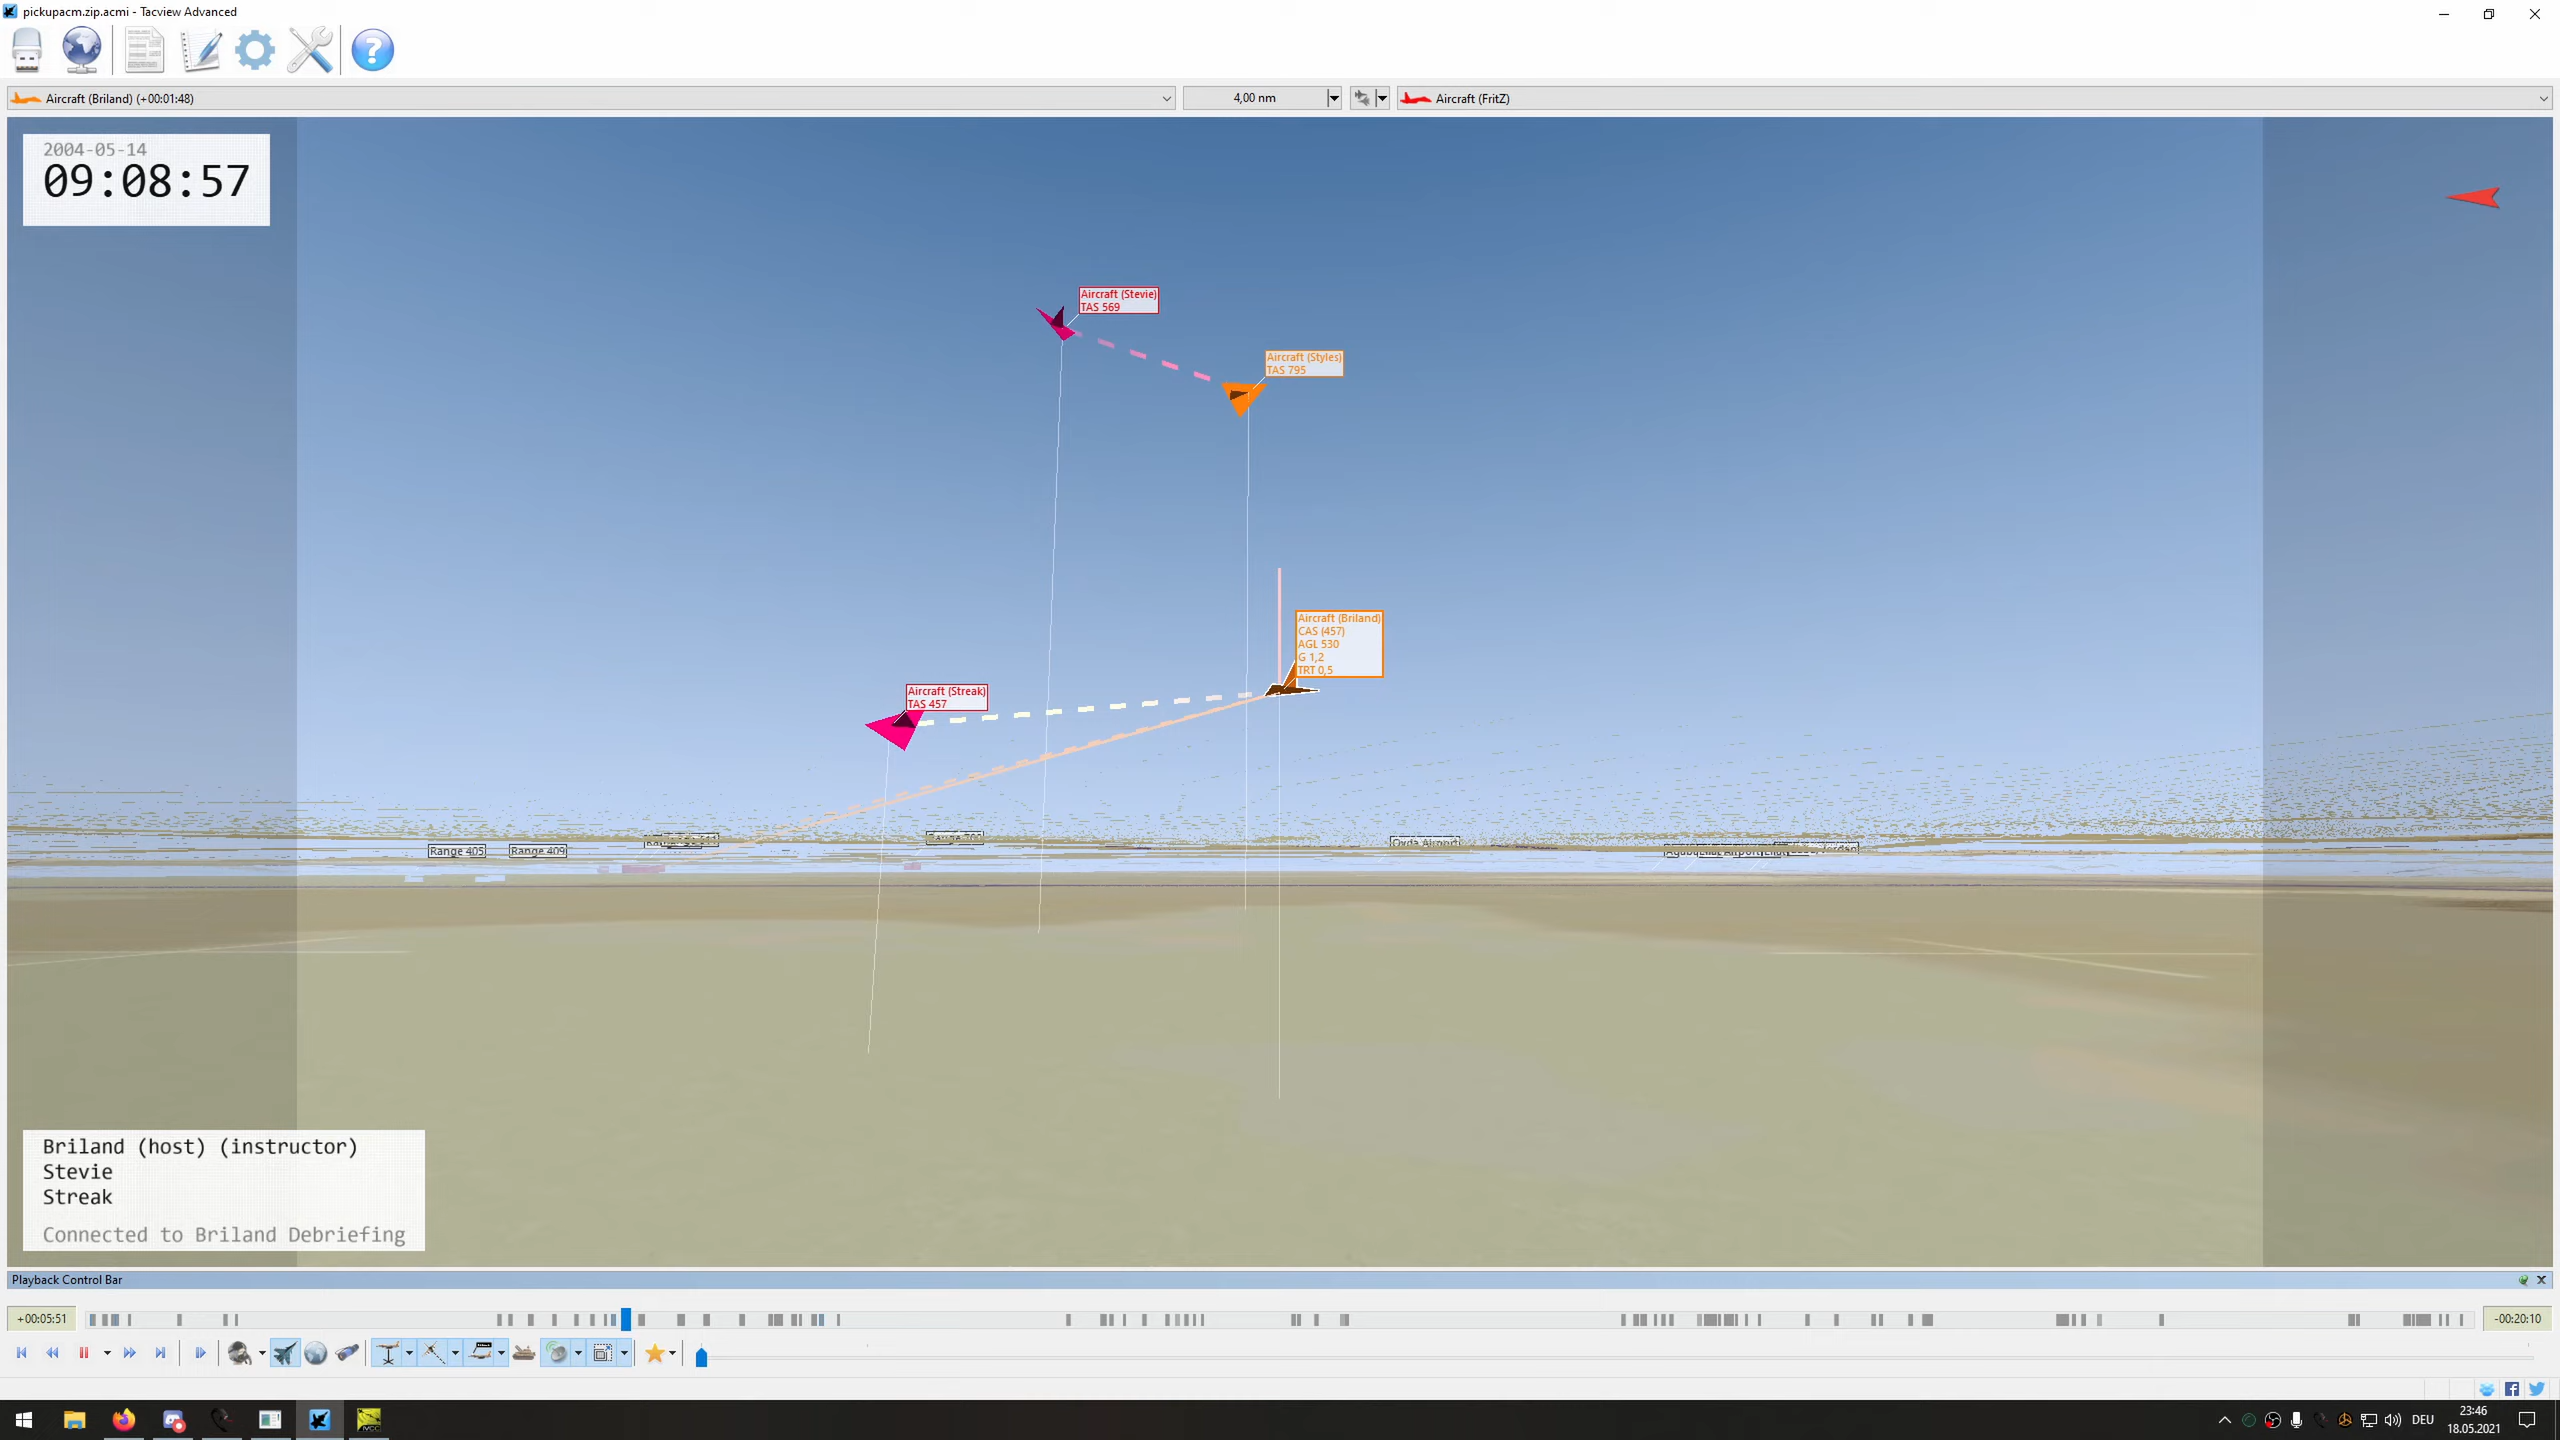 pickupacm.zip.acmi - Tacview Advanced
Aircraft (Briland) (+00:01:48)
4,00 nm
Aircraft (FritZ)
2004-05-14
09:08:57
Aircraft (Stevie)
TAS 569
Aircraft (Styles)
TAS 795
Aircraft (Briland)
CAS (457)
AGL 530
G 1,2
TRT 0,5
Aircraft (Streak)
TAS 457
Range 405
Range 409
Briland (host) (instructor)
Stevie
Streak
Connected to Briland Debriefing
Playback Control Bar
+00:05:51
-00:20:10
DEU
23:46
18.05.2021